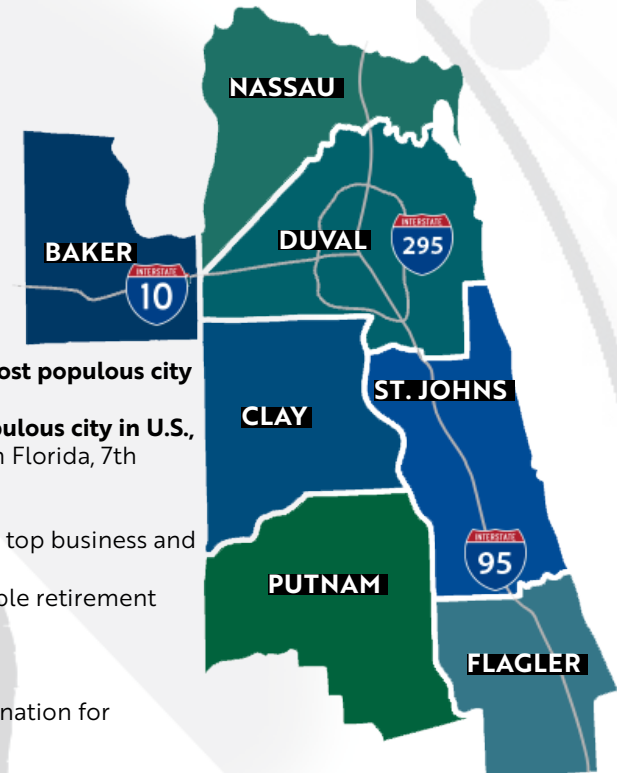 NASSAU
DUVAL
INTERSTATE
295
BAKER
INTERSTATE
10
ost populous city
ST. JOHNS
CLAY
pulous city in U.S.,
n Florida, 7th
top business and
INTERSTATE
95
PUTNAM
ble retirement
FLAGLER
nation for